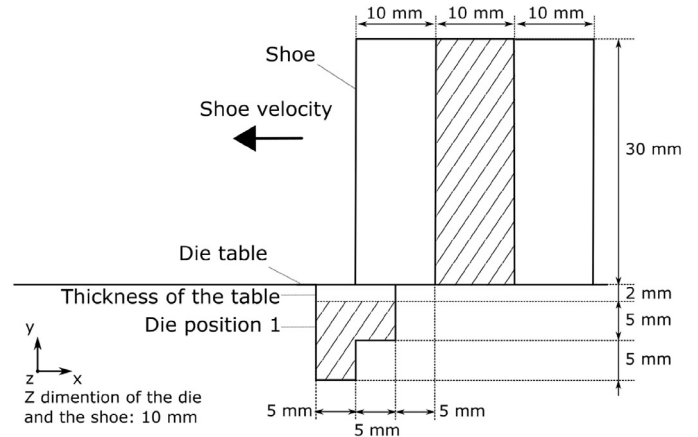 10 mm 10 mm 10 mm
Shoe
Shoe velocity
30 mm
Die table
Thickness of the table
2 mm
Die position 1
5 mm
y
z x
5 mm
Z dimention of the die
and the shoe: 10 mm
5 mm 5 mm
5 mm